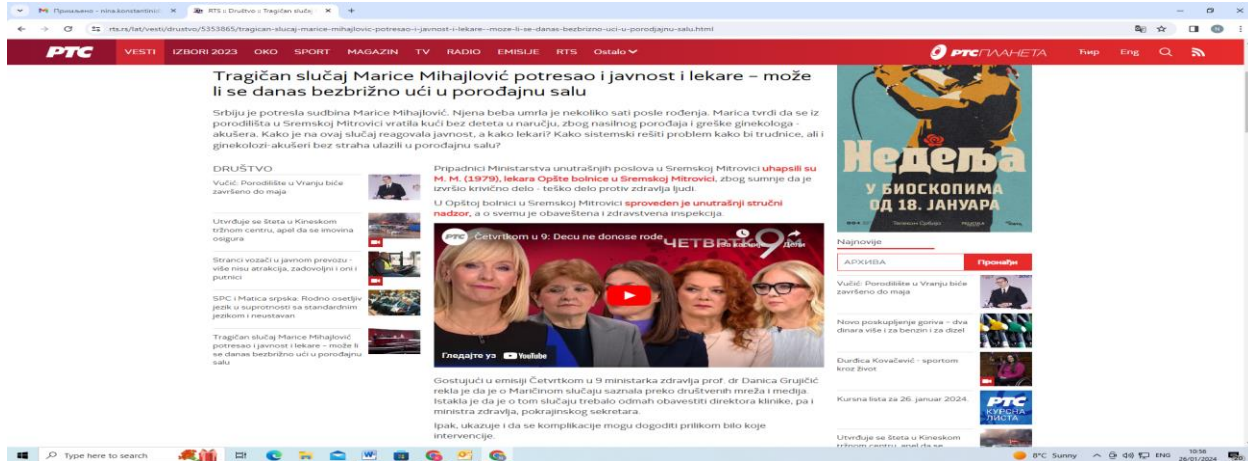 RTS :: Društvo :: Tragičan slučaj
rts.rs/lat/vesti/drustvo/5353865/tragican-slucaj-marice-mihajlovic-potresao-i-javnost-i-lekare--moze-li-se-danas-bezbrizno-uci-u-porodjajnu-salu.html
РТС VESTI IZBORI 2023 OKO SPORT MAGAZIN TV RADIO EMISIJE RTS Ostalo РТС ПЛАНЕТА Ћир Eng
Tragičan slučaj Marice Mihajlović potresao i javnost i lekare – može
li se danas bezbrižno ući u porođajnu salu
Srbiju je potresla sudbina Marice Mihajlović. Njena beba umrla je nekoliko sati posle rođenja. Marica tvrdi da se iz
porodilišta u Sremskoj Mitrovici vratila kući bez deteta u naručju, zbog nasilnog porođaja i greške ginekologa -
akušera. Kako je na ovaj slučaj reagovala javnost, a kako lekari? Kako sistemski rešiti problem kako bi trudnice, ali i
ginekolozi-akušeri bez straha ulazili u porođajnu salu?
DRUŠTVO
Vučić: Porodilište u Vranju biće
završeno do maja
Utvrđuje se šteta u Kineskom
tržnom centru, apel da se imovina
osigura
Stranci vozači u javnom prevozu -
više nisu atrakcija, zadovoljni i oni i
putnici
SPC i Matica srpska: Rodno osetljiv
jezik u suprotnosti sa standardnim
jezikom i neustavan
Tragičan slučaj Marice Mihajlović
potresao i javnost i lekare – može li
se danas bezbrižno ući u porođajnu
salu
Pripadnici Ministarstva unutrašnjih poslova u Sremskoj Mitrovici uhapsili su
M. M. (1979), lekara Opšte bolnice u Sremskoj Mitrovici, zbog sumnje da je
izvršio krivično delo - teško delo protiv zdravlja ljudi.
U Opštoj bolnici u Sremskoj Mitrovici sproveden je unutrašnji stručni
nadzor, a o svemu je obaveštena i zdravstvena inspekcija.
РТС Četvrtkom u 9: Decu ne donose rode
ЧЕТВРТКОМ 9
Дели
Гледајте уз YouTube
Gostujući u emisiji Četvrtkom u 9 ministarka zdravlja prof. dr Danica Grujičić
rekla je da je o Maričinom slučaju saznala preko društvenih mreža i medija.
Istakla je da je o tom slučaju trebalo odmah obavestiti direktora klinike, pa i
ministra zdravlja, pokrajinskog sekretara.
Ipak, ukazuje i da se komplikacije mogu dogoditi prilikom bilo koje
intervencije.
Недеља
У БИОСКОПИМА
ОД 18. ЈАНУАРА
Najnovije
АРХИВА Пронађи
Vučić: Porodilište u Vranju biće
završeno do maja
Novo poskupljenje goriva – dva
dinara više i za benzin i za dizel
Đurđica Kovačević - sportom
kroz život
Kursna lista za 26. januar 2024.
РТС
КУРСНА
ЛИСТА
Utvrđuje se šteta u Kineskom
tržnom centru, apel da se
Type here to search
8°C Sunny ENG 10:56
26/01/2024